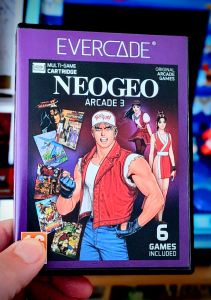 EVERCADE
MULTI-GAME
CARTRIDGE
ORIGINAL
ARCADE
GAMES
NEOGEO
ARCADE 3
6
GAMES
INCLUDED